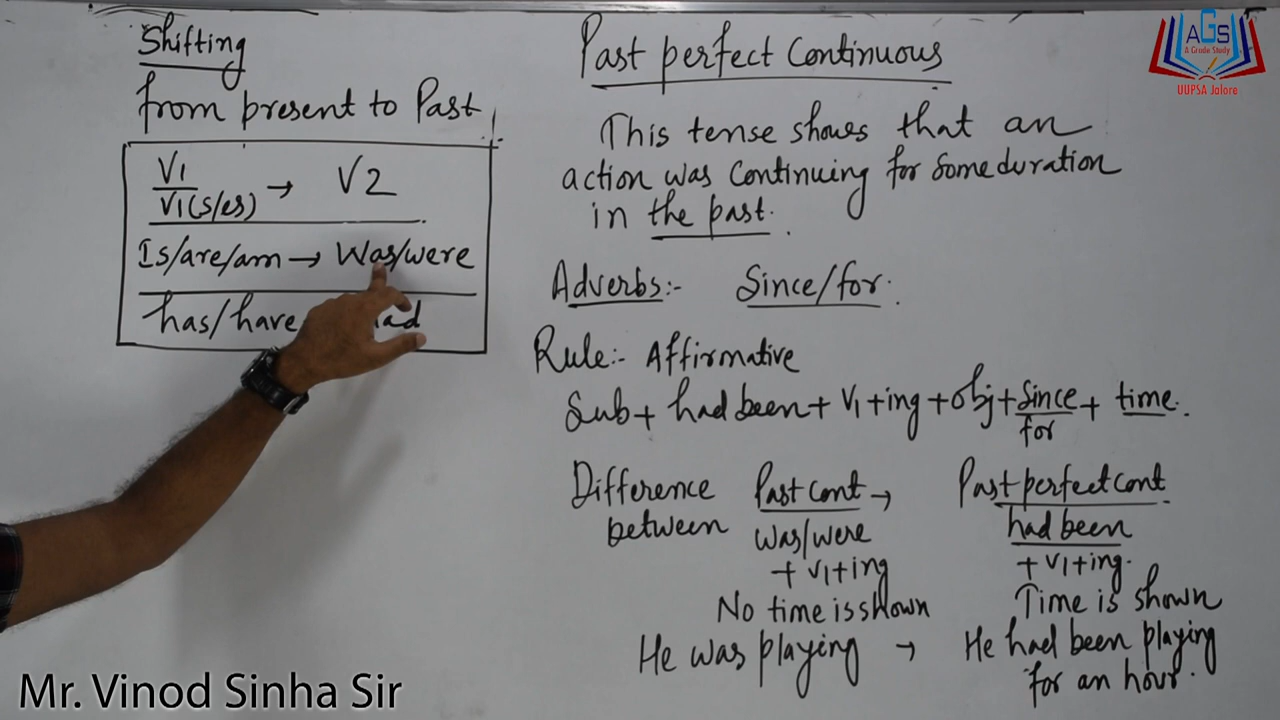 Shifting
from present to Past
V1
V1(s/es) → V2
Is/are/am → Was/were
has/have had
Past perfect Continuous
This tense shows that an
action was Continuing for Some duration
in the past.
Adverbs:- Since/for.
Rule:- Affirmative
Sub + had been + V1 + ing + obj + Since + time.
for
Difference between
Past cont →
was/were
+ V1+ing
No time is shown
He was playing →
Past perfect cont
had been
+ V1+ing.
Time is shown
He had been playing
for an hour.
AGS
A Grade Study
UUPSA Jalore
Mr. Vinod Sinha Sir